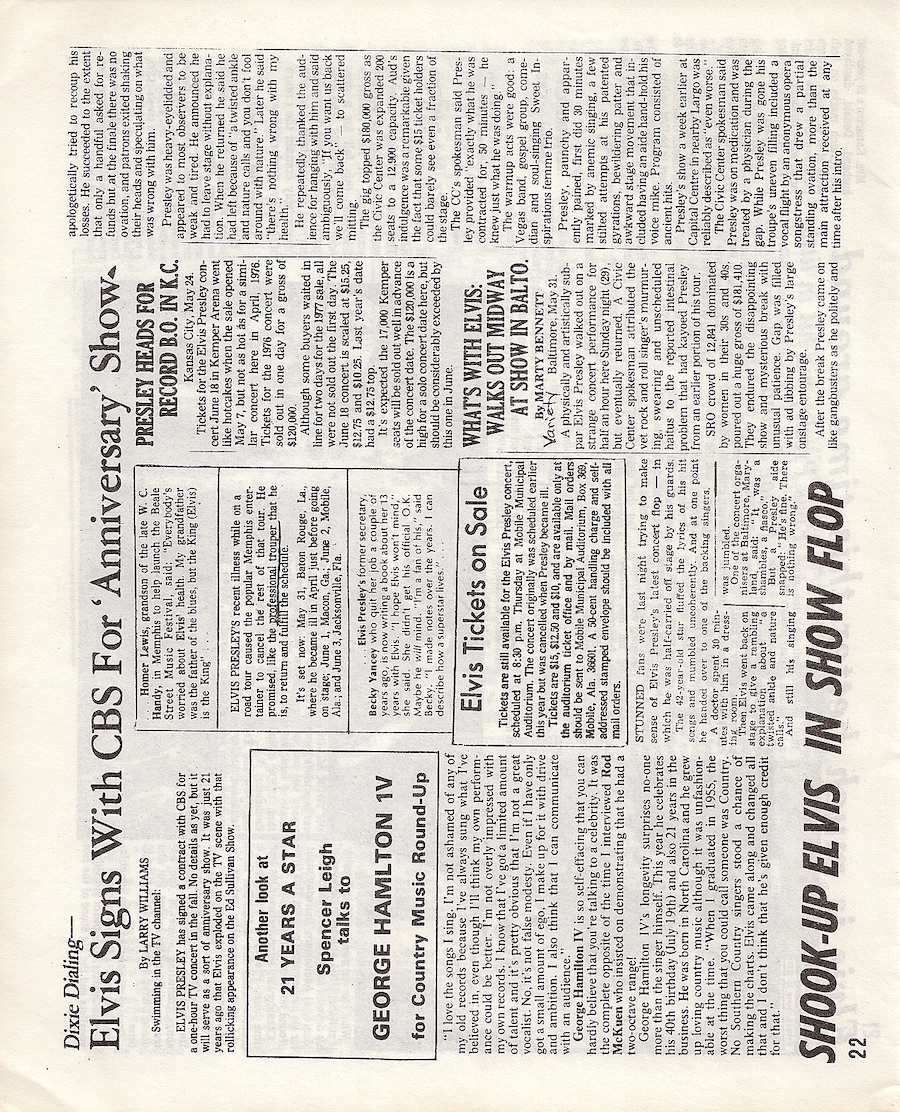 Dixie Dialing—
Elvis Signs With CBS For 'Anniversary' Show
By LARRY WILLIAMS
Swimming in the TV channel:
ELVIS PRESLEY has signed a contract with CBS for
a one-hour TV concert in the fall. No details as yet, but it
will serve as a sort of anniversary show. It was just 21
years ago that Elvis exploded on the TV scene with that
rollicking appearance on the Ed Sullivan Show.
Another look at
21 YEARS A STAR
Spencer Leigh
talks to
GEORGE HAMILTON 1V
for Country Music Round-Up
"I love the songs I sing. I'm not ashamed of any of
my old records because I've always sung what I've
believed in, even though I'll think my own perform-
ance could be better. I'm not overly impressed with
my own records. I know that I've got a limited amount
of talent and it's pretty obvious that I'm not a great
vocalist. No, it's not false modesty. Even if I have only
got a small amount of ego, I make up for it with drive
and ambition. I also think that I can communicate
with an audience."
George Hamilton IV is so self-effacing that you can
hardly believe that you're talking to a celebrity. It was
the complete opposite of the time I interviewed Rod
McKuen who insisted on demonstrating that he had a
two-octave range!
George Hamilton IV's longevity surprises no-one
more than the singer himself. This year he celebrates
his 40th birthday (July 19th) and also 21 years in the
business. He was born in North Carolina and he grew
up loving country music although it was unfashion-
able at the time. "When I graduated in 1955, the
worst thing that you could call someone was Country.
No Southern Country singers stood a chance of
making the charts. Elvis came along and changed all
that and I don't think that he's given enough credit
for that."
Homer Lewis, grandson of the late W. C.
Handy, in Memphis to help launch the Beale
Street Music Festival, said: "Everybody's
worried about Elvis' health. My grandfather
was the father of the blues, but the King (Elvis)
is the King" . . .
ELVIS PRESLEY'S recent illness while on a
road tour caused the popular Memphis enter-
tainer to cancel the rest of that tour. He
promised, like the professional trouper that he
is, to return and fulfill the schedule.
It's set now: May 31, Baton Rouge, La.,
where he became ill in April just before going
on stage; June 1, Macon, Ga.; June 2, Mobile,
Ala.; and June 3, Jacksonville, Fla.
. . . Elvis Presley's former secretary,
Becky Yancey who quit her job a couple of
years ago is now writing a book about her 13
years with Elvis. "I hope Elvis won't mind,"
she said. She didn't get his official O.K.
Maybe he will mind. "I'm a fan of his," said
Becky. "I made notes over the years. I can
describe how a superstar lives." . . .
Elvis Tickets on Sale
Tickets are still available for the Elvis Presley concert,
scheduled at 8:30 p.m. Thursday at Mobile Municipal
Auditorium. The concert originally was scheduled earlier
this year but was cancelled when Presley became ill.
Tickets are $15, $12.50 and $10, and are available only at
the auditorium ticket office and by mail. Mail orders
should be sent to Mobile Municipal Auditorium, Box 369,
Mobile, Ala. 36601. A 50-cent handling charge and self-
addressed stamped envelope should be included with all
mail orders.
STUNNED fans were last night trying to make
sense of Elvis Presley's latest concert flop — in
which he was half-carried off stage by his guards.
The 42-year-old star fluffed the lyrics of his hit
songs and mumbled incoherently. And at one point
he handed over to one of the backing singers.
A doctor spent 30 min-
utes with him in a dress-
ing room.
Then Elvis went back on
stage to give a rambling
explanation about "a
twisted ankle and nature
calls."
And still his singing
was jumbled.
One of the concert orga-
nisers at Baltimore, Mary-
land, said: "It was a
shambles, a fiasco."
But a Presley aide
snapped: "He's fine. There
is nothing wrong."
SHOOK-UP ELVIS IN SHOW FLOP
PRESLEY HEADS FOR
RECORD B.O. IN K.C.
Kansas City, May 24.
Tickets for the Elvis Presley con-
cert June 18 in Kemper Arena went
like hotcakes when the sale opened
May 7, but not as hot as for a simi-
lar concert here in April, 1976.
Tickets for the 1976 concert were
sold out in one day for a gross of
$120,000.
Although some buyers waited in
line for two days for the 1977 sale, all
were not sold out the first day. The
June 18 concert is scaled at $15.25,
$12.75 and $10.25. Last year's date
had a $12.75 top.
It's expected the 17,000 Kemper
seats will be sold out well in advance
of the concert date. The $120,000 is a
high for a solo concert date here, but
should be considerably exceeded by
this one in June.
WHAT'S WITH ELVIS:
WALKS OUT MIDWAY
AT SHOW IN BALTO.
By MARTY BENNETT
Variety
Baltimore, May 31.
A physically and artistically sub-
par Elvis Presley walked out on a
strange concert performance for
half an hour here Sunday night (29),
but eventually returned. A Civic
Center spokesman attributed the
vet rock and roll singer's murmur-
ing, swearing and unscheduled
haitus to the reported intestinal
problem that had kayoed Presley
from an earlier portion of his tour.
SRO crowd of 12,841 dominated
by women in their 30s and 40s
poured out a huge gross of $181,410.
They endured the disappointing
show and mysterious break with
unusual patience. Gap was filled
with ad libbing by Presley's large
onstage entourage.
After the break Presley came on
like gangbusters as he politely and
apologetically tried to recoup his
losses. He succeeded to the extent
that only a handful asked for re-
funds but at the finale there was no
ovation, and patrons exited shaking
their heads and speculating on what
was wrong with him.
Presley was heavy-eyelidded and
appeared to most observers to be
weak and tired. He announced he
had to leave stage without explana-
tion. When he returned he said he
had left because of "a twisted ankle
and nature calls and you don't fool
around with nature." Later he said
"there's nothing wrong with my
health."
He repeatedly thanked the aud-
ience for hanging with him and said
ambiguously, "If you want us back
we'll come back" — to scattered
milting.
The gig topped $180,000 gross as
the Civic Center was expanded 200
seats to a 12,900 capacity. Aud's
indulgence was a remarkable given
the fact that some $15 ticket holders
could barely see even a fraction of
the stage.
The CC's spokesman said Pres-
ley provided "exactly what he was
contracted for, 50 minutes — he
knew just what he was doing."
The warmup acts were good: a
Vegas band, gospel group, come-
dian and soul-singing Sweet In-
spirations femme trio.
Presley, paunchy and appar-
ently pained, first did 30 minutes
marked by anemic singing, a few
stilted attempts at his patented
gyrations, bewildering patter and
awkward stage movement that in-
cluded having an aide hand-hold his
voice mike. Program consisted of
ancient hits.
Presley's show a week earlier at
Capital Centre in nearby Largo was
reliably described as "even worse."
The Civic Center spokesman said
Presley was on medication and was
treated by a physician during the
gap. While Presley was gone his
troupe's uneven filling included a
vocal highlight by an anonymous opera
songstress that drew a partial
standing ovation, more than the
main attraction received at any
time after his intro.
22